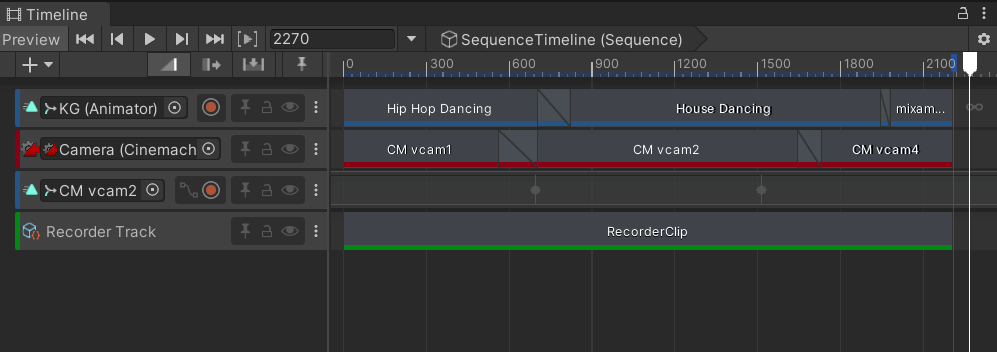 Timeline
Preview 2270 SequenceTimeline (Sequence)
0 300 600 900 1200 1500 1800 2100
KG (Animator) Hip Hop Dancing House Dancing mixam...
Camera (Cinemach CM vcam1 CM vcam2 CM vcam4
CM vcam2
Recorder Track RecorderClip